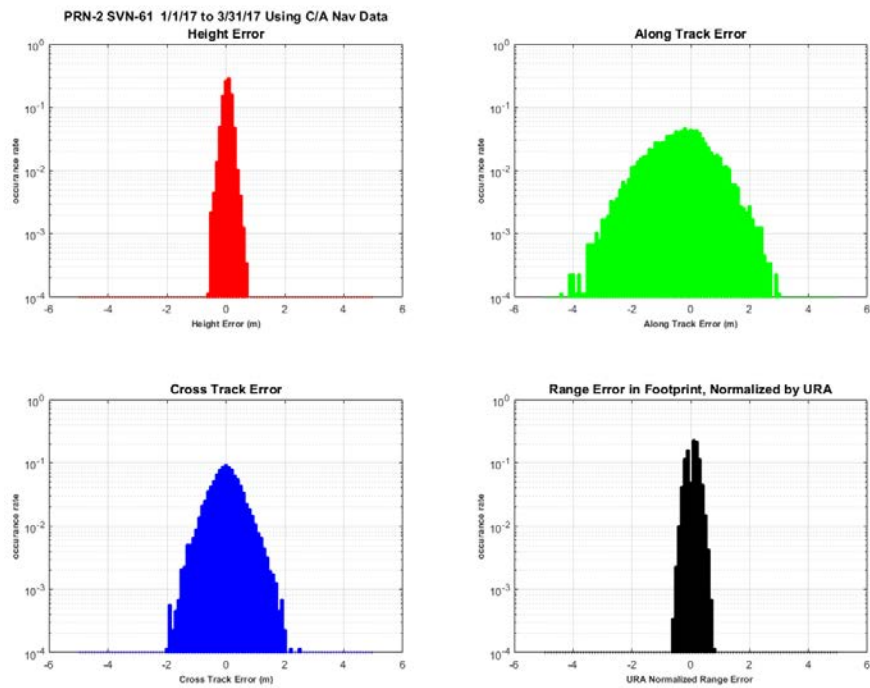 PRN-2 SVN-61 1/1/17 to 3/31/17 Using C/A Nav Data
Height Error
10^0
10^-1
10^-2
10^-3
10^-4
occurance rate
-6 -4 -2 0 2 4 6
Height Error (m)
Along Track Error
10^0
10^-1
10^-2
10^-3
10^-4
occurance rate
-6 -4 -2 0 2 4 6
Along Track Error (m)
Cross Track Error
10^0
10^-1
10^-2
10^-3
10^-4
occurance rate
-6 -4 -2 0 2 4 6
Cross Track Error (m)
Range Error in Footprint, Normalized by URA
10^0
10^-1
10^-2
10^-3
10^-4
occurance rate
-6 -4 -2 0 2 4 6
URA Normalized Range Error